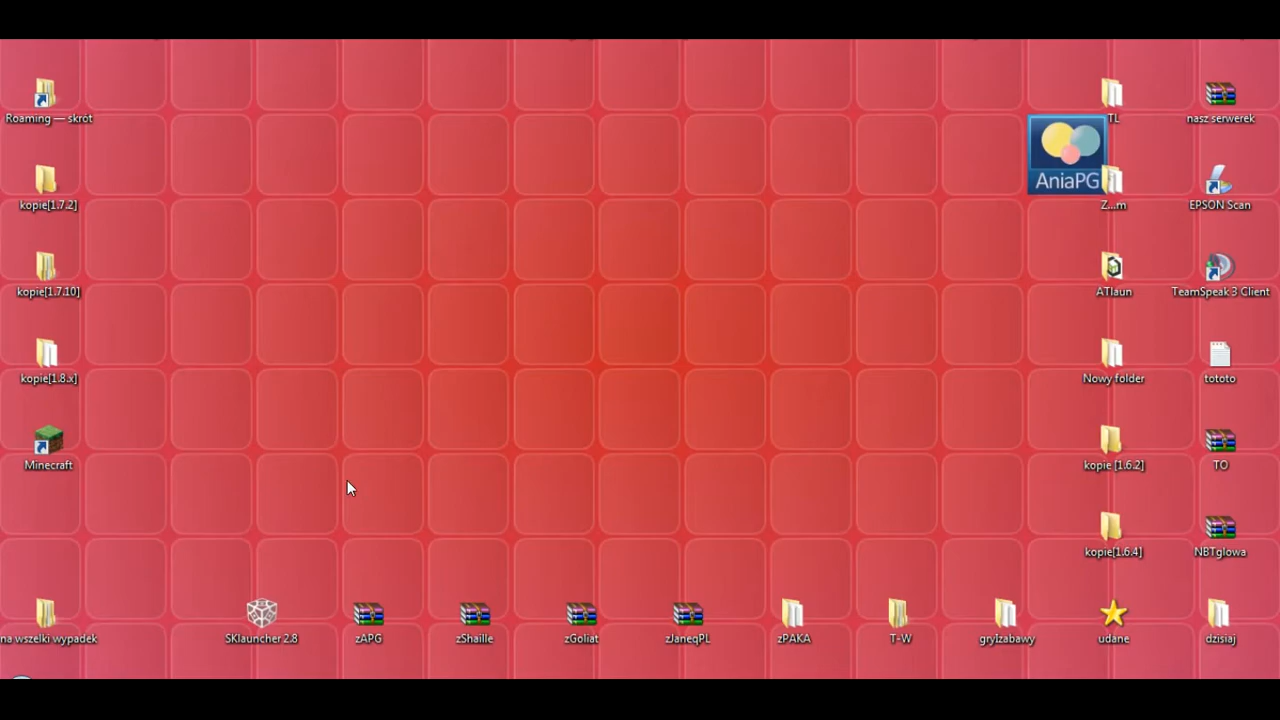 Roaming — skrót
TL
nasz serwerek
AniaPG
kopie[1.7.2]
Z...m
EPSON Scan
kopie[1.7.10]
ATlaun
TeamSpeak 3 Client
kopie[1.8.x]
Nowy folder
tototo
Minecraft
kopie [1.6.2]
TO
kopie[1.6.4]
NBTglowa
na wszelki wypadek
SKlauncher 2.8
zAPG
zShaille
zGoliat
zJaneqPL
zPAKA
T-W
gryIzabawy
udane
dzisiaj